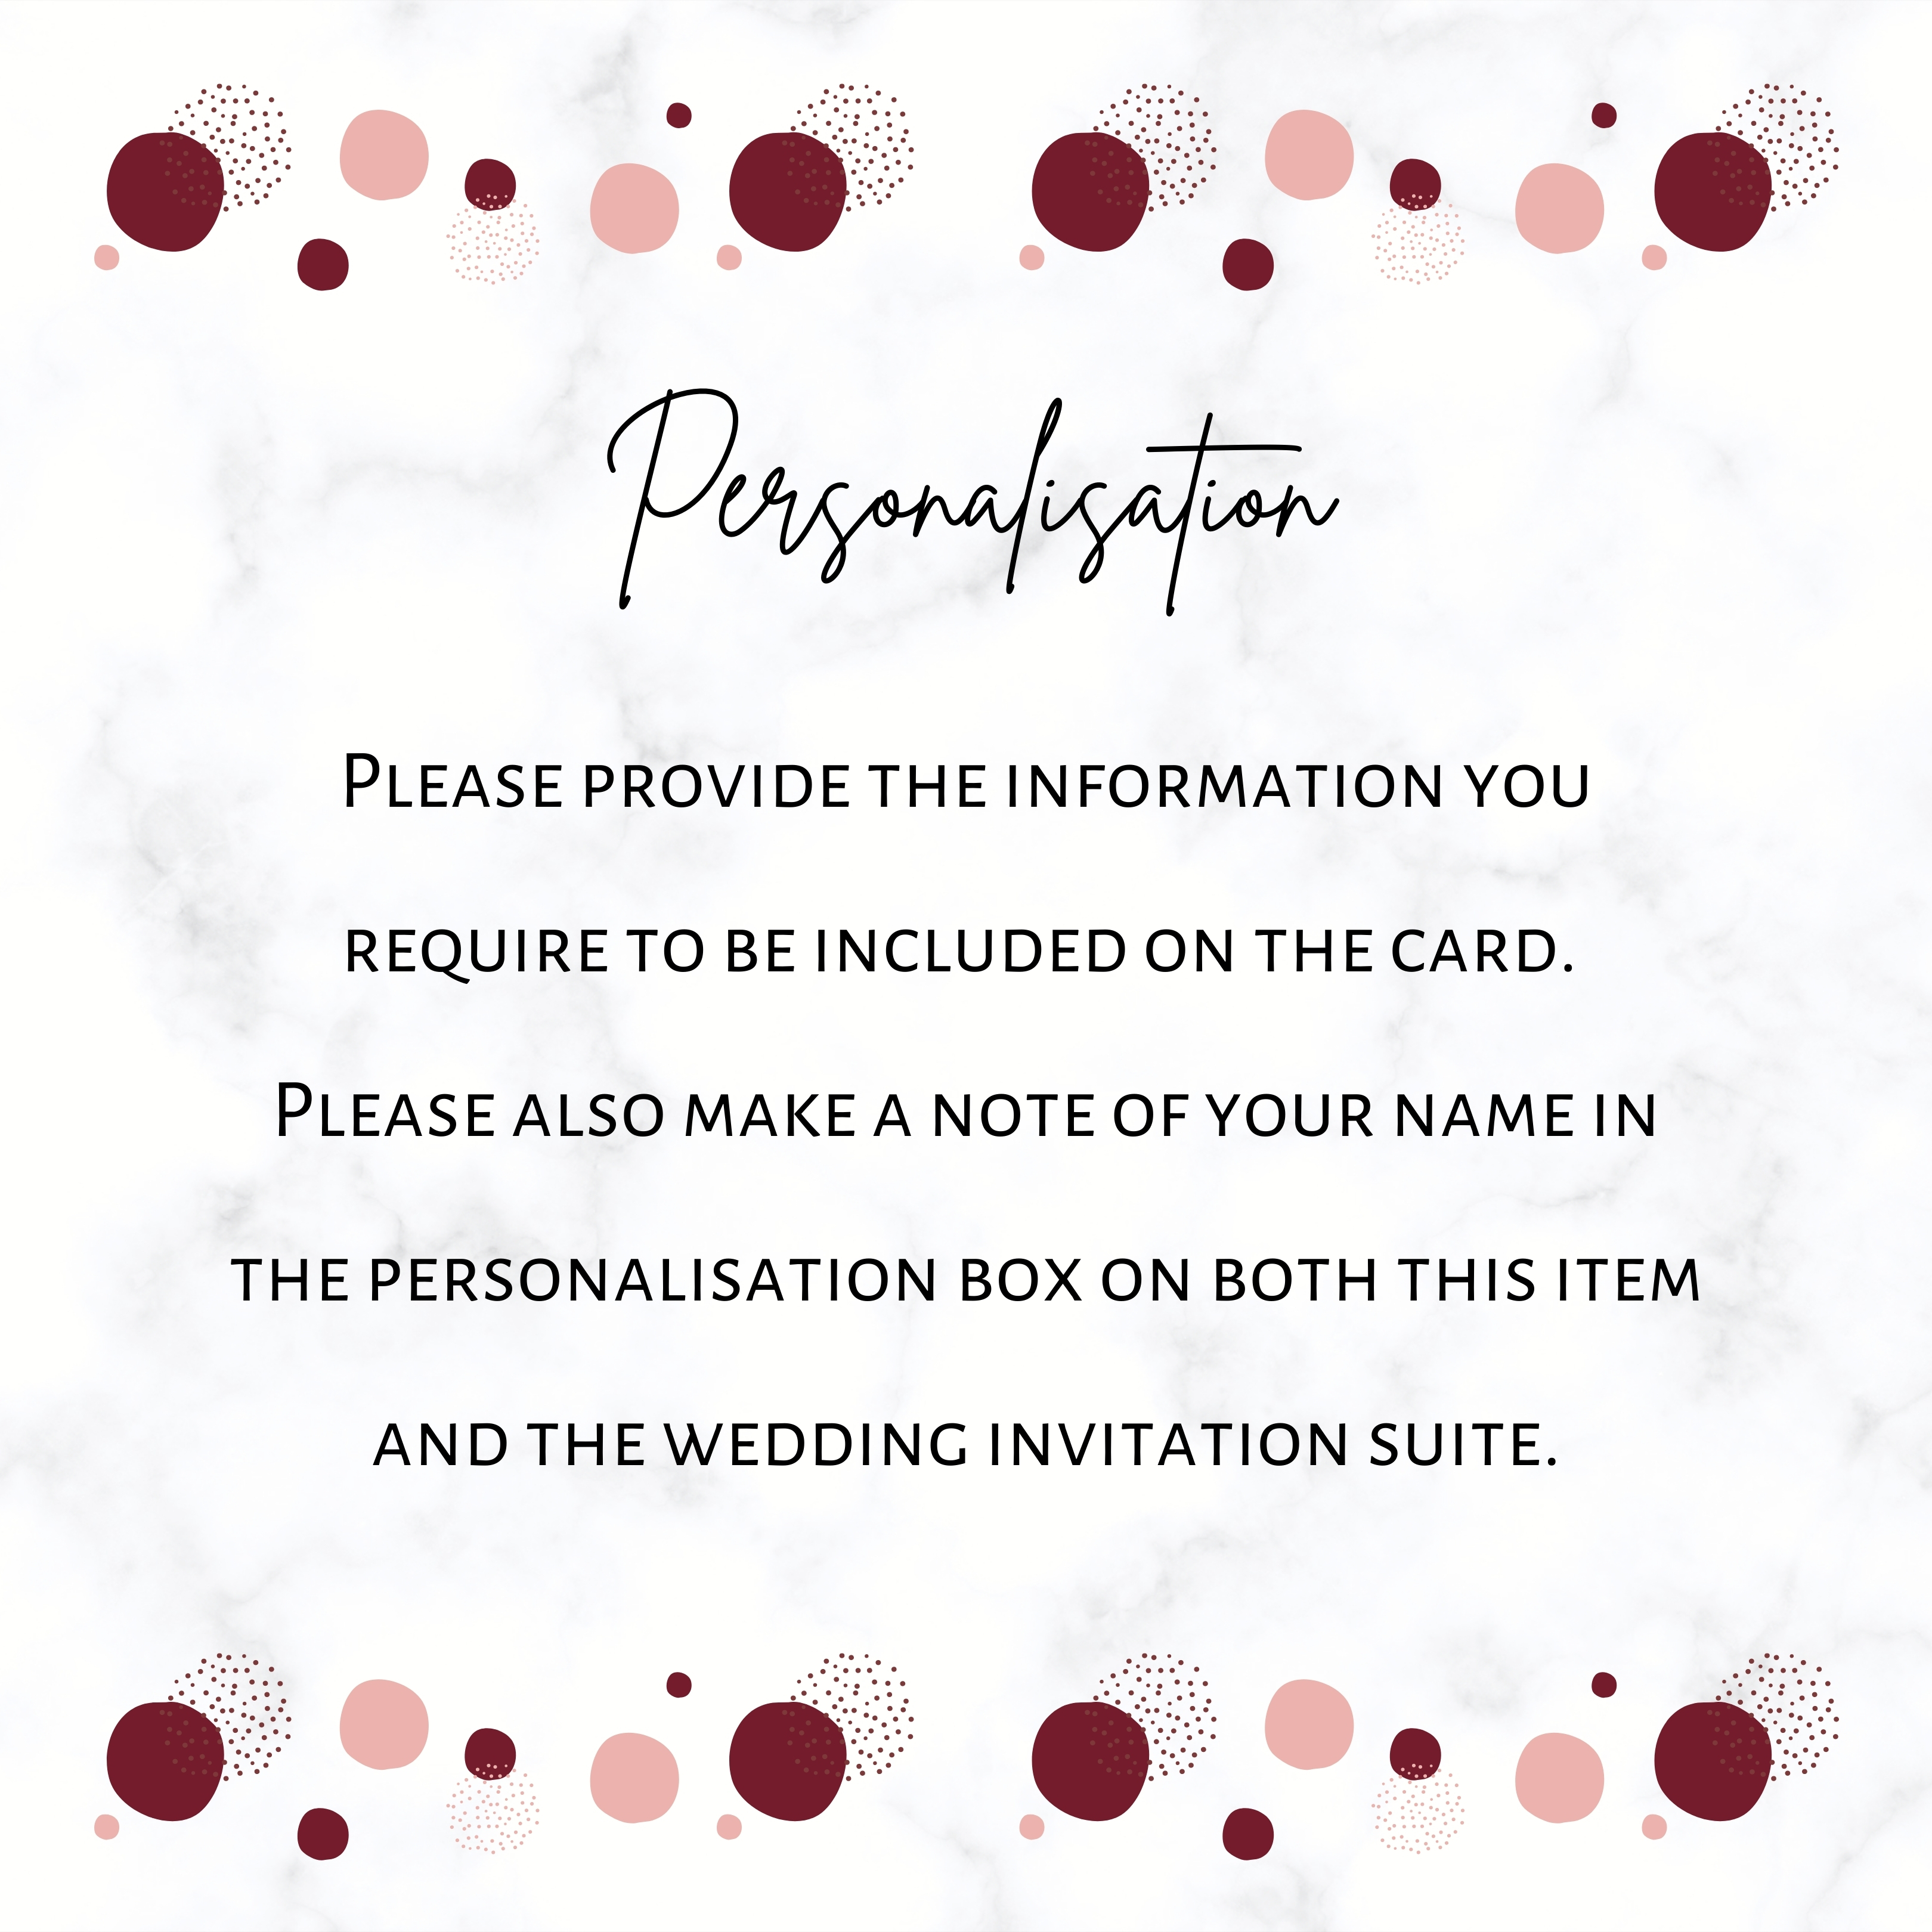 Personalisation
Please provide the information you
require to be included on the card.
Please also make a note of your name in
the personalisation box on both this item
and the wedding invitation suite.